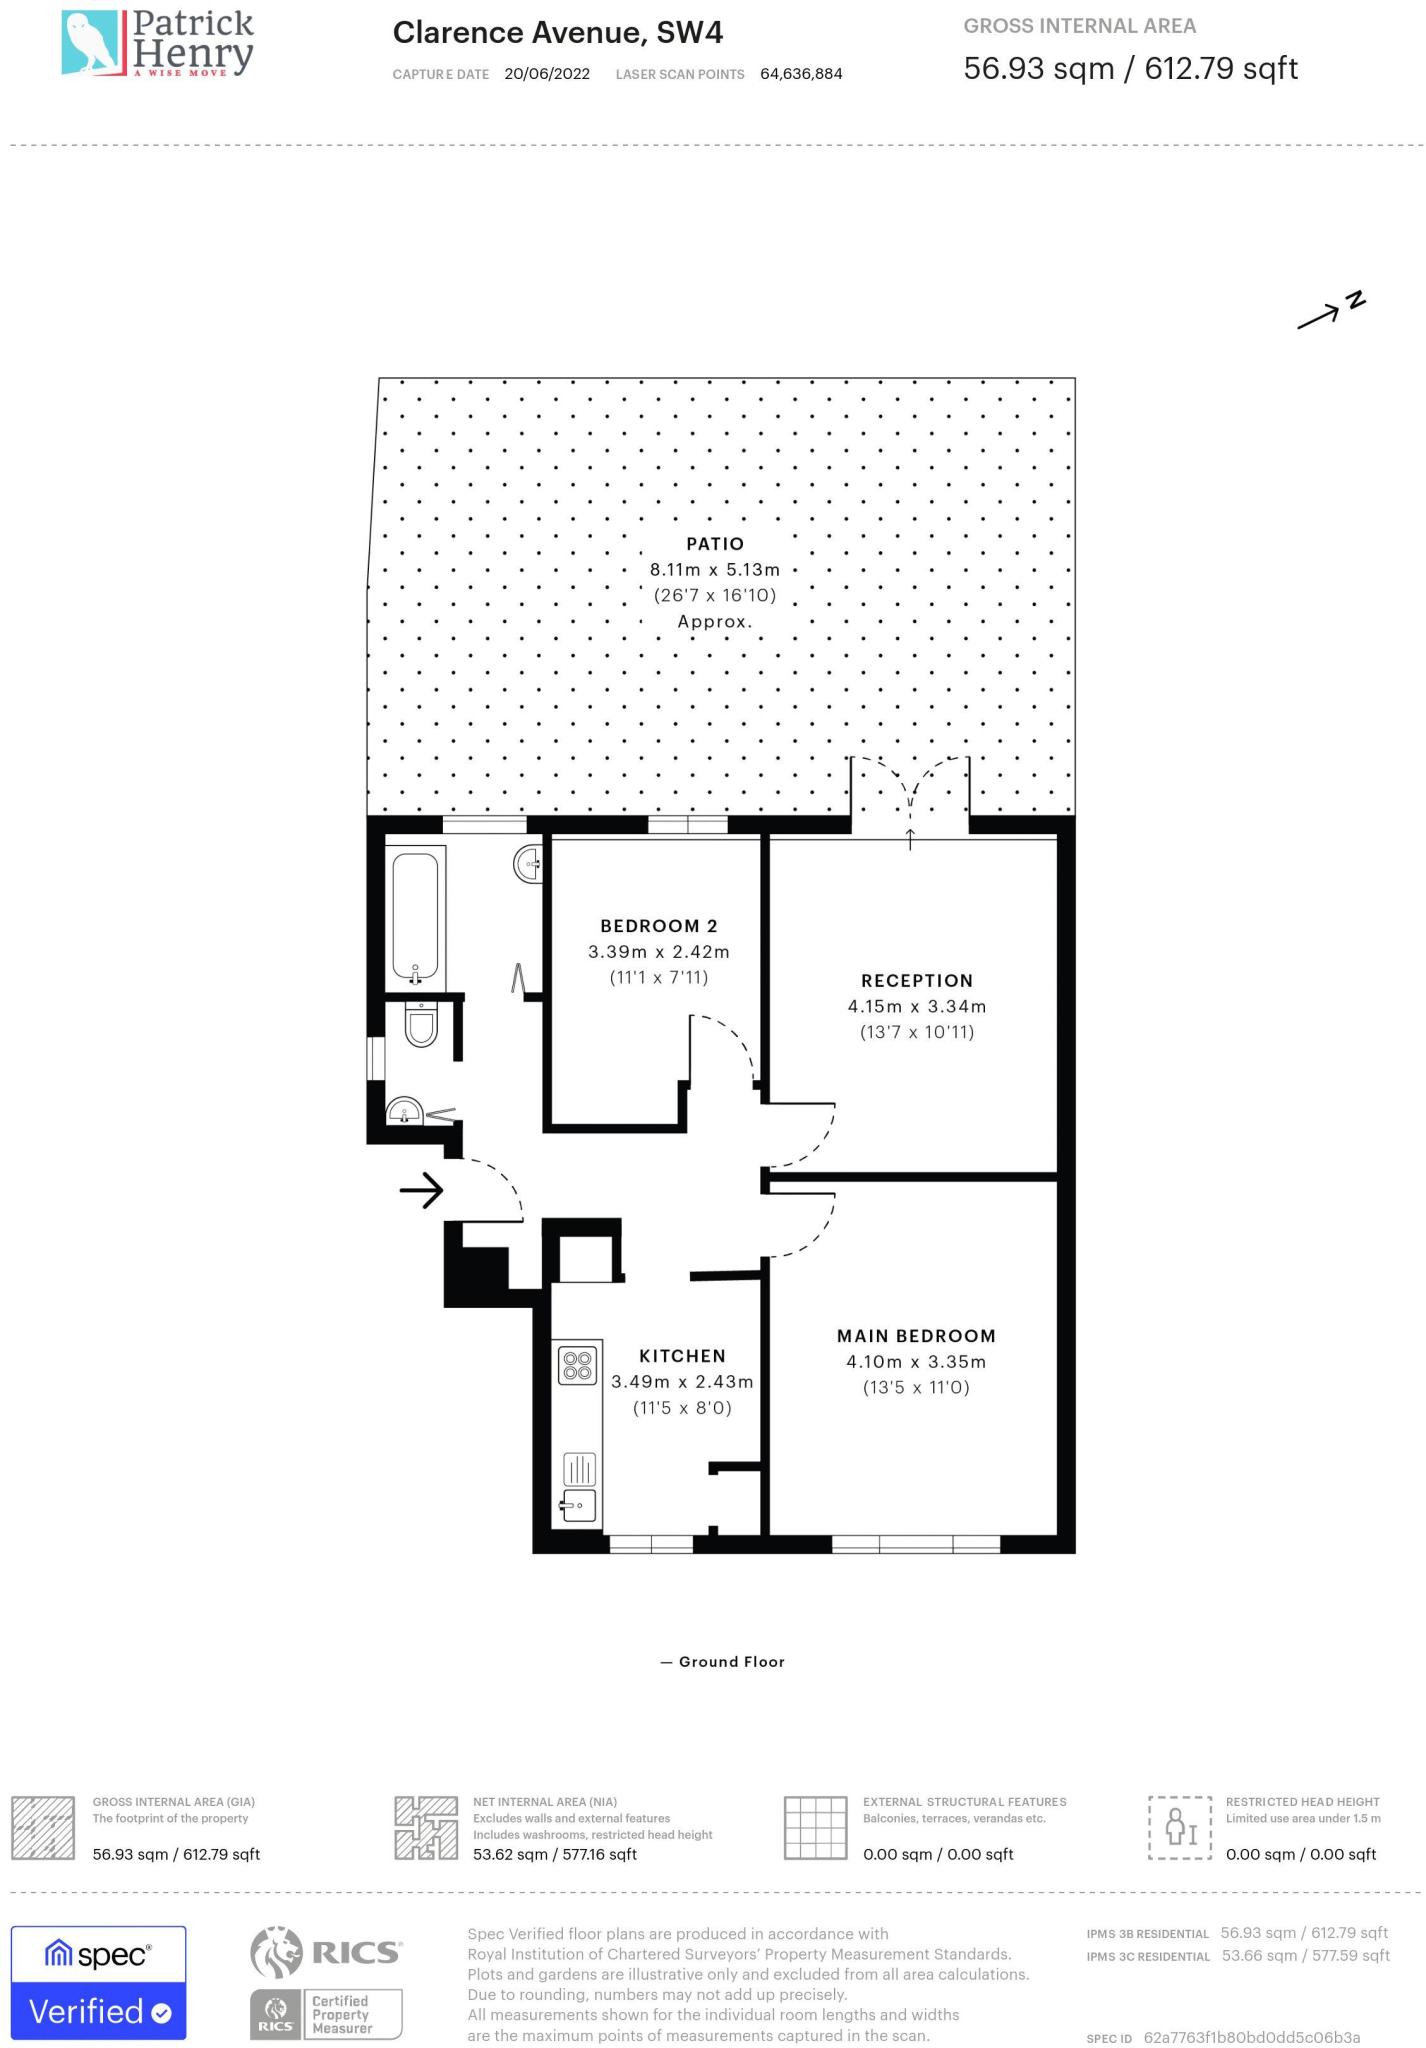 Patrick
Henry
A WISE MOVE
Clarence Avenue, SW4
CAPTURE DATE 20/06/2022 LASER SCAN POINTS 64,636,884
GROSS INTERNAL AREA
56.93 sqm / 612.79 sqft
N
PATIO
8.11m x 5.13m
(26'7 x 16'10)
Approx.
BEDROOM 2
3.39m x 2.42m
(11'1 x 7'11)
RECEPTION
4.15m x 3.34m
(13'7 x 10'11)
MAIN BEDROOM
4.10m x 3.35m
(13'5 x 11'0)
KITCHEN
3.49m x 2.43m
(11'5 x 8'0)
— Ground Floor
GROSS INTERNAL AREA (GIA)
The footprint of the property
56.93 sqm / 612.79 sqft
NET INTERNAL AREA (NIA)
Excludes walls and external features
Includes washrooms, restricted head height
53.62 sqm / 577.16 sqft
EXTERNAL STRUCTURAL FEATURES
Balconies, terraces, verandas etc.
0.00 sqm / 0.00 sqft
RESTRICTED HEAD HEIGHT
Limited use area under 1.5 m
0.00 sqm / 0.00 sqft
spec®
Verified
RICS®
RICS
Certified
Property
Measurer
Spec Verified floor plans are produced in accordance with
Royal Institution of Chartered Surveyors’ Property Measurement Standards.
Plots and gardens are illustrative only and excluded from all area calculations.
Due to rounding, numbers may not add up precisely.
All measurements shown for the individual room lengths and widths
are the maximum points of measurements captured in the scan.
IPMS 3B RESIDENTIAL 56.93 sqm / 612.79 sqft
IPMS 3C RESIDENTIAL 53.66 sqm / 577.59 sqft
SPEC ID 62a7763f1b80bd0dd5c06b3a